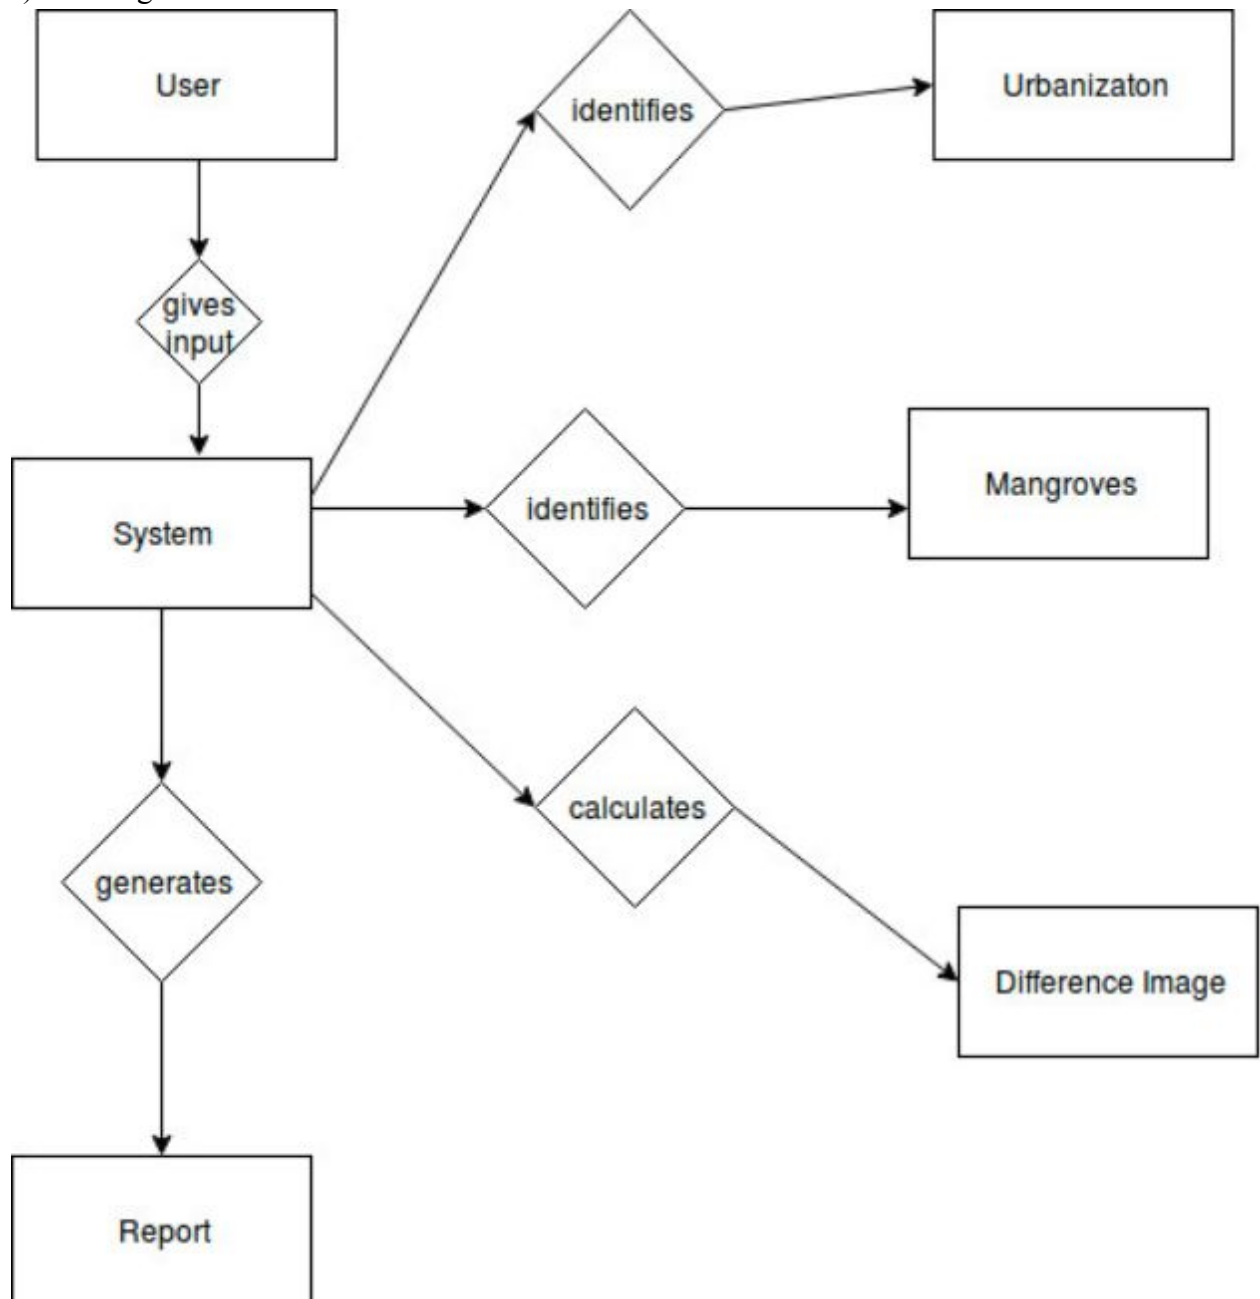 User
identifies
Urbanizaton
gives
input
System
identifies
Mangroves
calculates
generates
Difference Image
Report